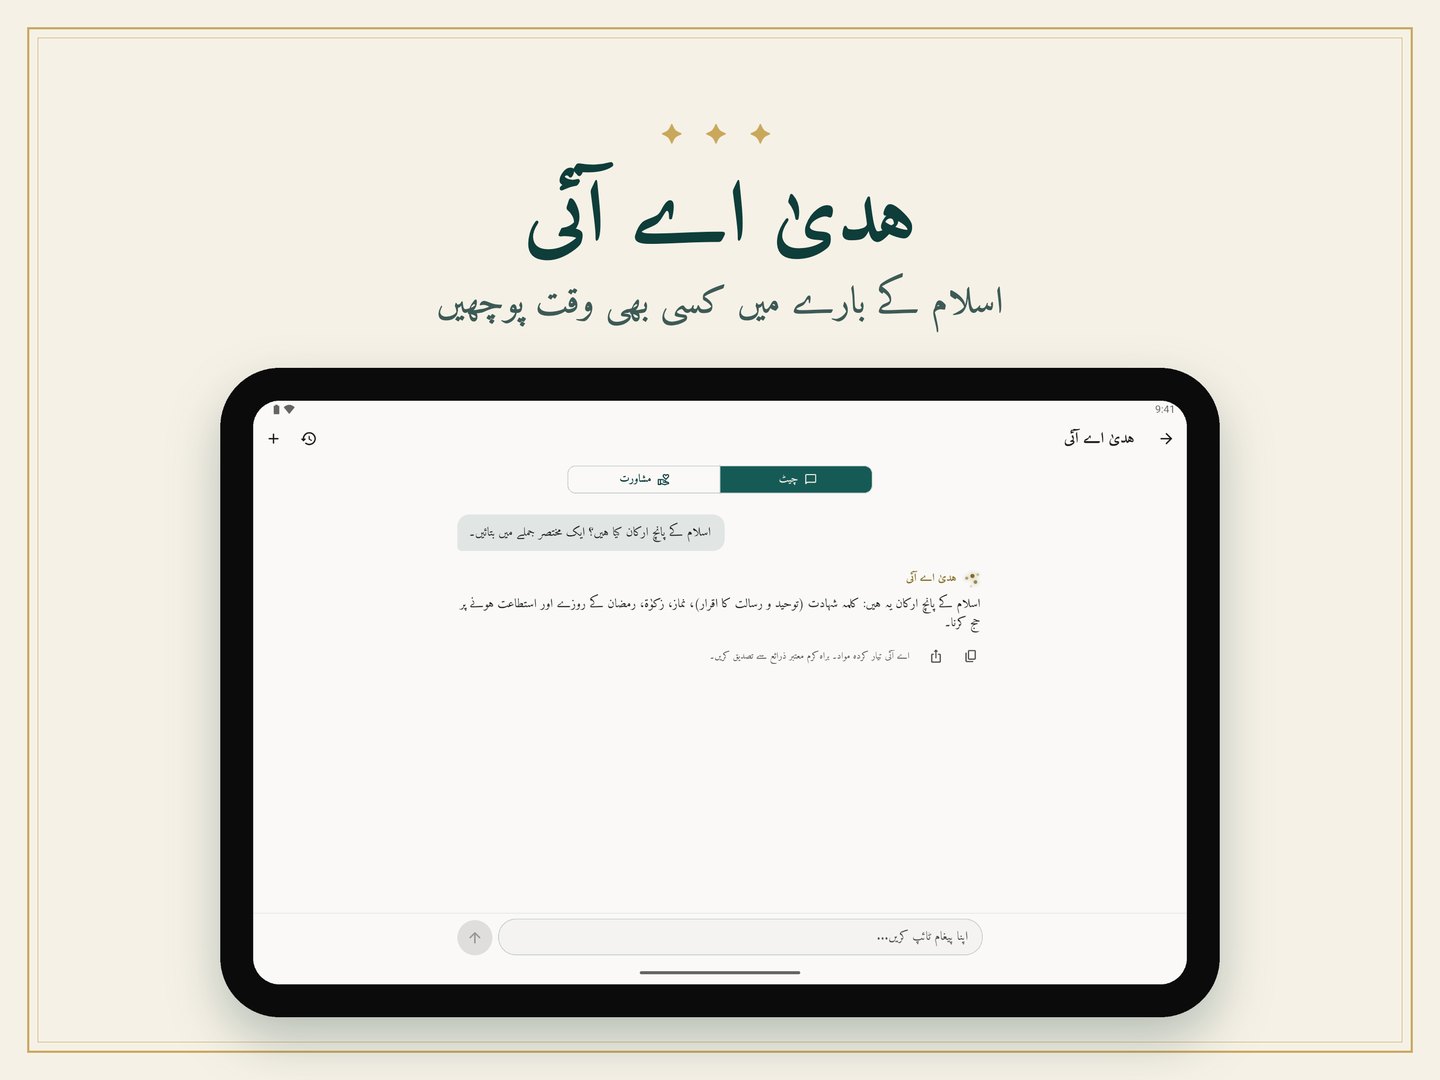 ھدیٰ اے آئی
اسلام کے بارے میں کسی بھی وقت پوچھیں
9:41
ھدیٰ اے آئی
چیٹ
مشاورت
اسلام کے پانچ ارکان کیا ہیں؟ ایک مختصر جملے میں بتائیں۔
ھدیٰ اے آئی
اسلام کے پانچ ارکان یہ ہیں: کلمہ شہادت (توحید و رسالت کا اقرار)، نماز، زکوٰۃ، رمضان کے روزے اور استطاعت ہونے پر
حج کرنا۔
اے آئی تیار کردہ مواد۔ براہ کرم معتبر ذرائع سے تصدیق کریں۔
اپنا پیغام ٹائپ کریں...